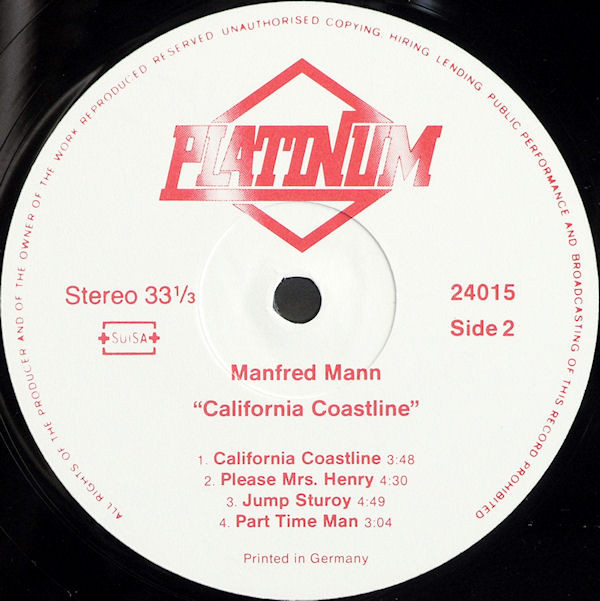 ALL RIGHTS OF THE PRODUCER AND OF THE OWNER OF THE WORK REPRODUCED RESERVED UNAUTHORISED COPYING, HIRING, LENDING, PUBLIC PERFORMANCE AND BROADCASTING OF THIS RECORD PROHIBITED
PLATINUM
Stereo 33 1/3
24015
SUISA
Side 2
Manfred Mann
“California Coastline”
1. California Coastline 3:48
2. Please Mrs. Henry 4:30
3. Jump Sturoy 4:49
4. Part Time Man 3:04
Printed in Germany